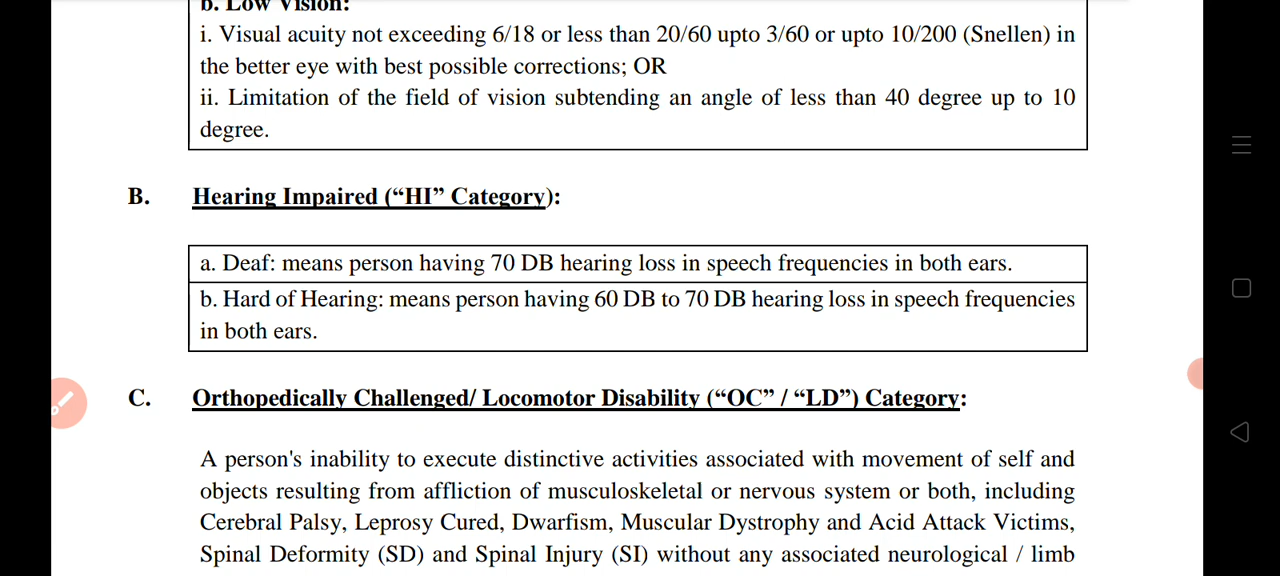 b. Low Vision:
i. Visual acuity not exceeding 6/18 or less than 20/60 upto 3/60 or upto 10/200 (Snellen) in
the better eye with best possible corrections; OR
ii. Limitation of the field of vision subtending an angle of less than 40 degree up to 10
degree.
B. Hearing Impaired (“HI” Category):
a. Deaf: means person having 70 DB hearing loss in speech frequencies in both ears.
b. Hard of Hearing: means person having 60 DB to 70 DB hearing loss in speech frequencies
in both ears.
C. Orthopedically Challenged/ Locomotor Disability (“OC” / “LD”) Category:
A person's inability to execute distinctive activities associated with movement of self and
objects resulting from affliction of musculoskeletal or nervous system or both, including
Cerebral Palsy, Leprosy Cured, Dwarfism, Muscular Dystrophy and Acid Attack Victims,
Spinal Deformity (SD) and Spinal Injury (SI) without any associated neurological / limb